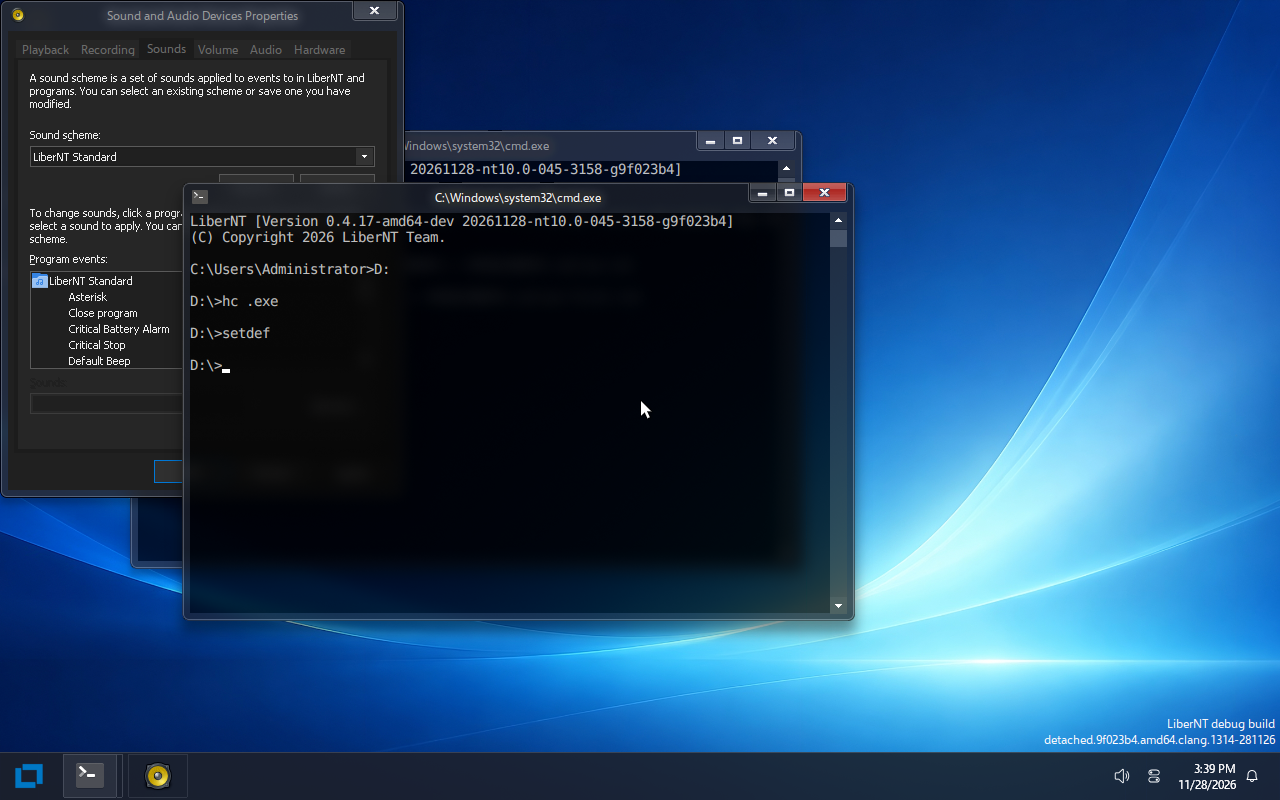 Sound and Audio Devices Properties
Playback Recording Sounds Volume Audio Hardware
A sound scheme is a set of sounds applied to events to in LiberNT and
programs. You can select an existing scheme or save one you have
modified.
Sound scheme:
LiberNT Standard
To change sounds, click a
select a sound to apply. You
scheme.
Program events:
LiberNT Standard
Asterisk
Close program
Critical Battery Alarm
Critical Stop
Default Beep
Sounds:
\system32\cmd.exe
20261128-nt10.0-045-3158-g9f023b4]
C:\Windows\system32\cmd.exe
LiberNT [Version 0.4.17-amd64-dev 20261128-nt10.0-045-3158-g9f023b4]
(C) Copyright 2026 LiberNT Team.
C:\Users\Administrator>D:
D:\>hc .exe
D:\>setdef
D:\>_
LiberNT debug build
detached.9f023b4.amd64.clang.1314-281126
3:39 PM
11/28/2026